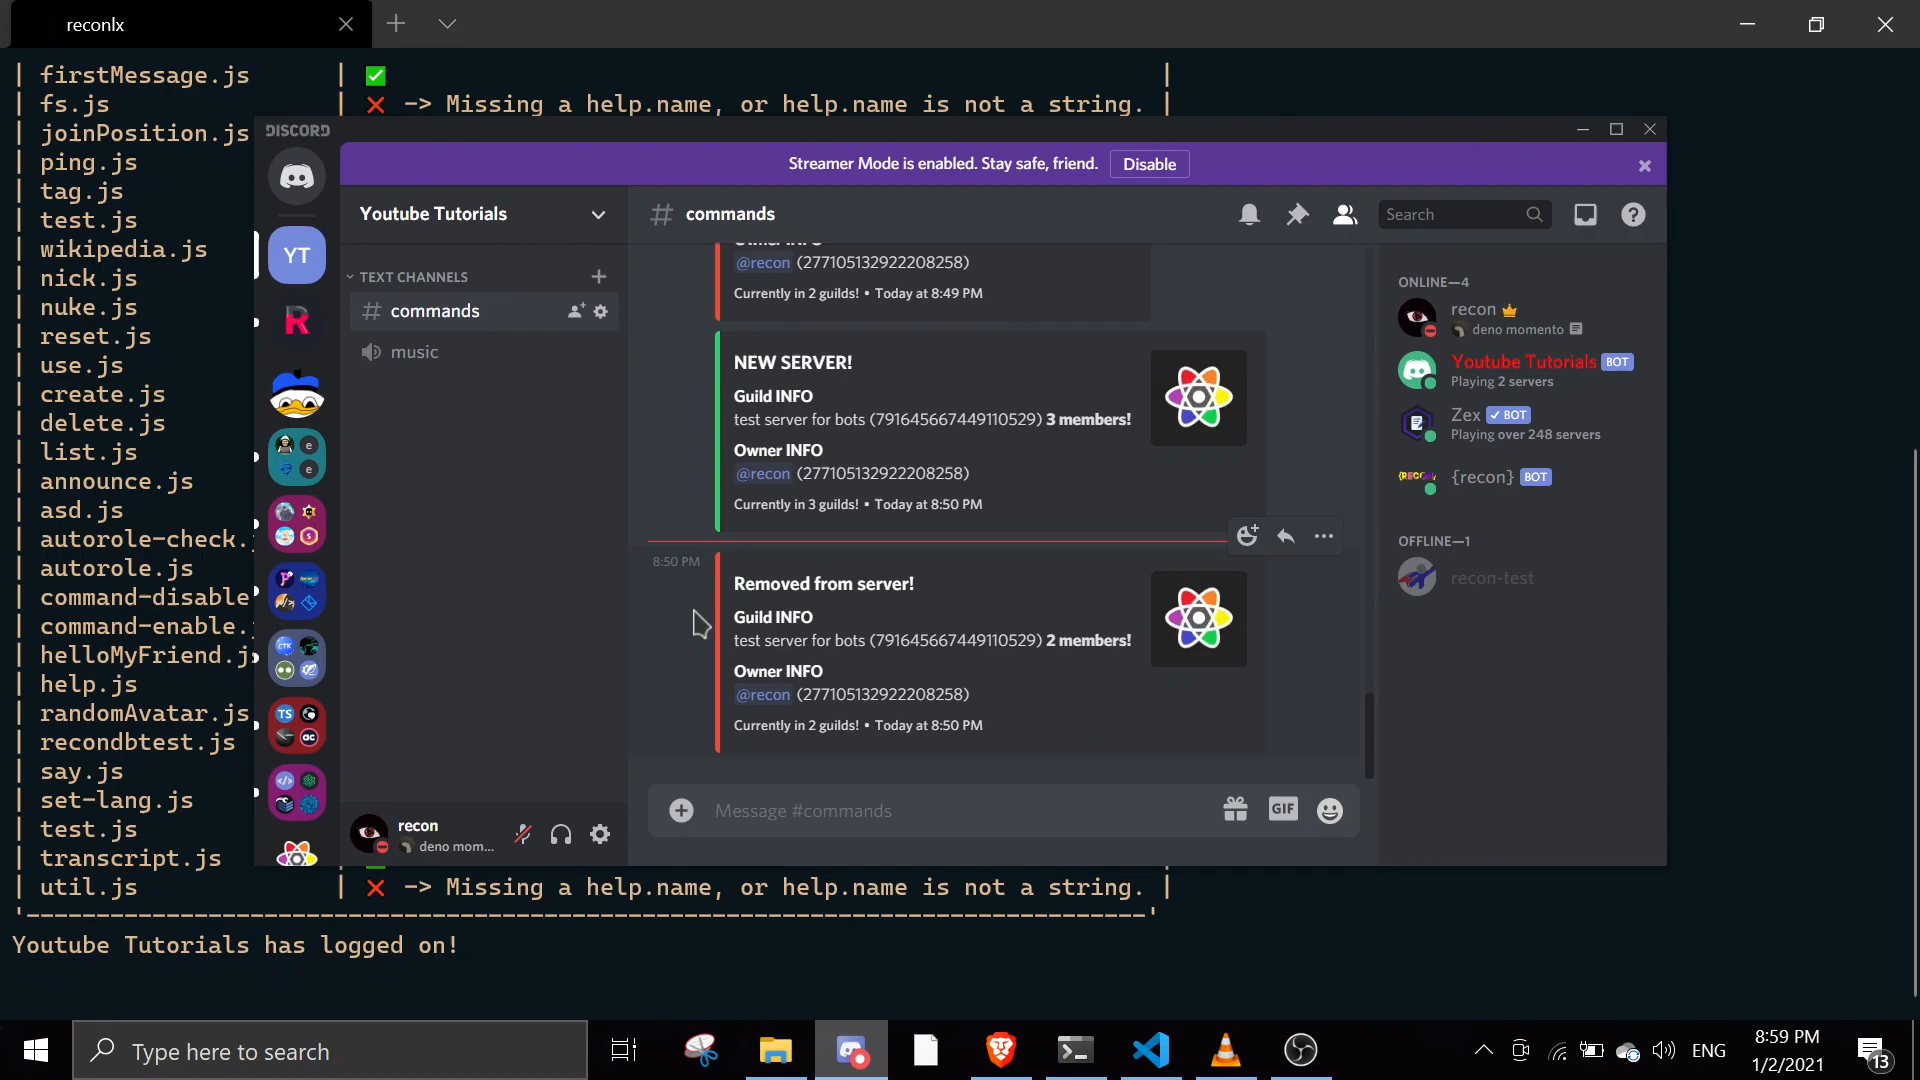 reconlx
| firstMessage.js | ✅ |
| fs.js | ❌ -> Missing a help.name, or help.name is not a string. |
| joinPosition.js
| ping.js
| tag.js
| test.js
| wikipedia.js
| nick.js
| nuke.js
| reset.js
| use.js
| create.js
| delete.js
| list.js
| announce.js
| asd.js
| autorole-check.j
| autorole.js
| command-disable
| command-enable.j
| helloMyFriend.js
| help.js
| randomAvatar.js
| recondbtest.js
| say.js
| set-lang.js
| test.js
| transcript.js
| util.js | ❌ -> Missing a help.name, or help.name is not a string. |
Youtube Tutorials has logged on!
DISCORD
Streamer Mode is enabled. Stay safe, friend. Disable
YT
Youtube Tutorials
TEXT CHANNELS
# commands
music
recon
deno mom...
# commands
Search
Owner INFO
@recon (277105132922208258)
Currently in 2 guilds! • Today at 8:49 PM
NEW SERVER!
Guild INFO
test server for bots (791645667449110529) 3 members!
Owner INFO
@recon (277105132922208258)
Currently in 3 guilds! • Today at 8:50 PM
8:50 PM
Removed from server!
Guild INFO
test server for bots (791645667449110529) 2 members!
Owner INFO
@recon (277105132922208258)
Currently in 2 guilds! • Today at 8:50 PM
Message #commands
GIF
ONLINE—4
recon
deno momento
Youtube Tutorials BOT
Playing 2 servers
Zex ✓ BOT
Playing over 248 servers
{recon} BOT
OFFLINE—1
recon-test
Type here to search
ENG
8:59 PM
1/2/2021
13